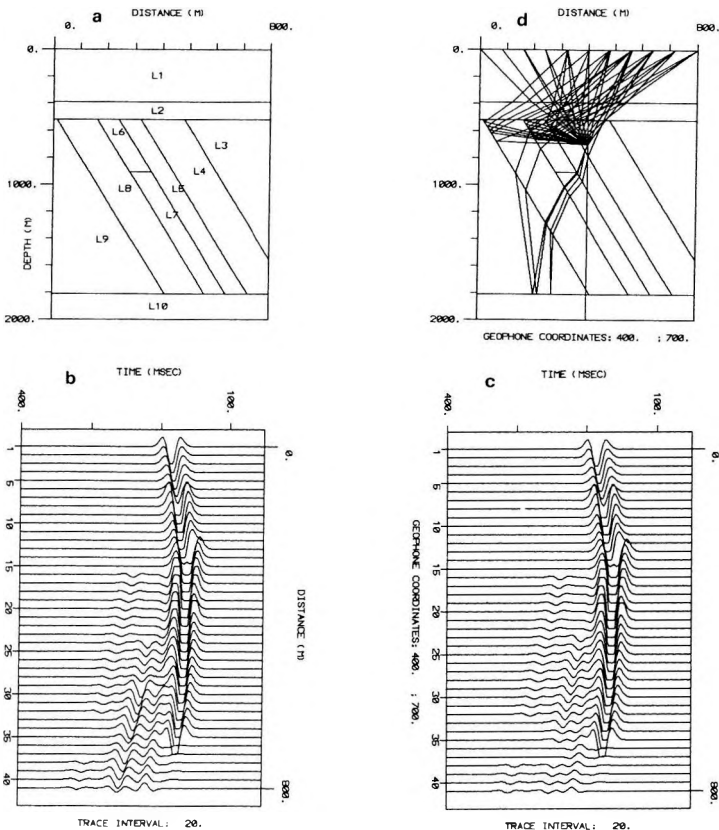 a
DISTANCE (M)
0. 800.
0.
L1
L2
L6
L3
L4
L8
L5
L7
L9
L10
1000.
DEPTH (M)
2000.
d
DISTANCE (M)
0. 800.
0.
1000.
2000.
GEOPHONE COORDINATES: 400. ; 700.
b
TIME (MSEC)
400. 100.
1
5
10
15
20
25
30
35
40
0.
DISTANCE (M)
800.
TRACE INTERVAL: 20.
c
TIME (MSEC)
400. 100.
1
5
10
15
20
25
30
35
40
0.
800.
GEOPHONE COORDINATES: 400. ; 700.
TRACE INTERVAL: 20.